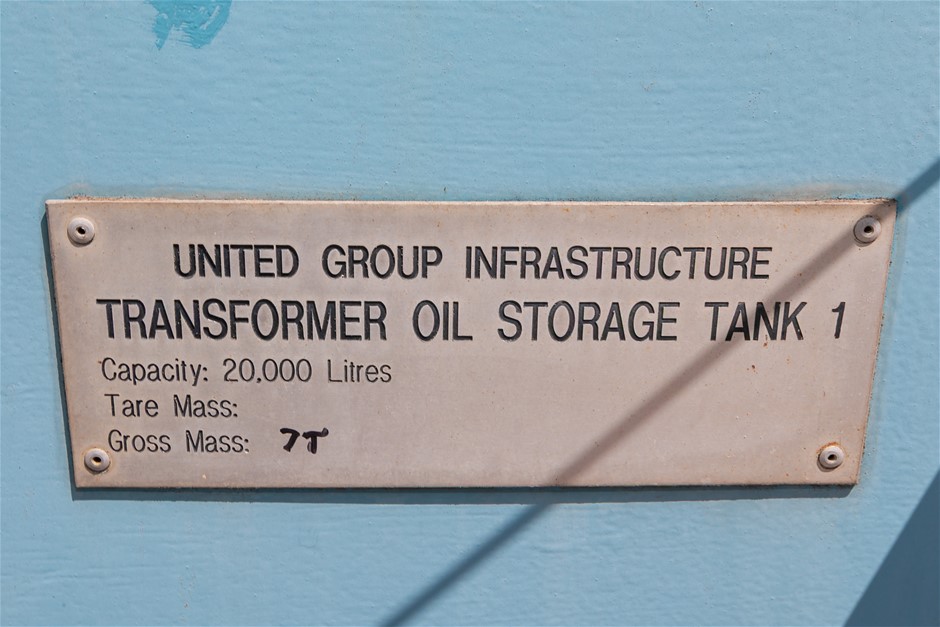 UNITED GROUP INFRASTRUCTURE
TRANSFORMER OIL STORAGE TANK 1
Capacity: 20,000 Litres
Tare Mass:
Gross Mass: 7T